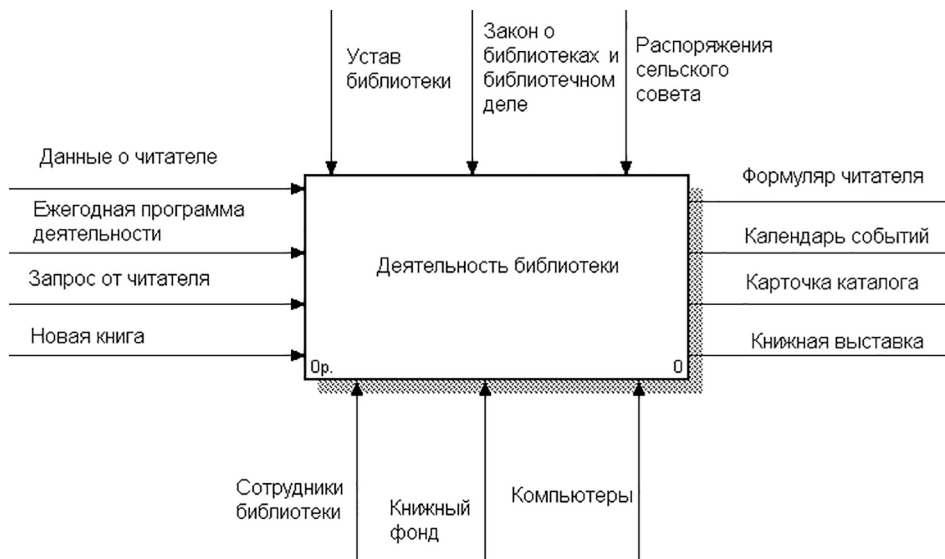 Устав
библиотеки
Закон о
библиотеках и
библиотечном
деле
Распоряжения
сельского
совета
Данные о читателе
Ежегодная программа
деятельности
Запрос от читателя
Новая книга
Деятельность библиотеки
0р.
0
Формуляр читателя
Календарь событий
Карточка каталога
Книжная выставка
Сотрудники
библиотеки
Книжный
фонд
Компьютеры